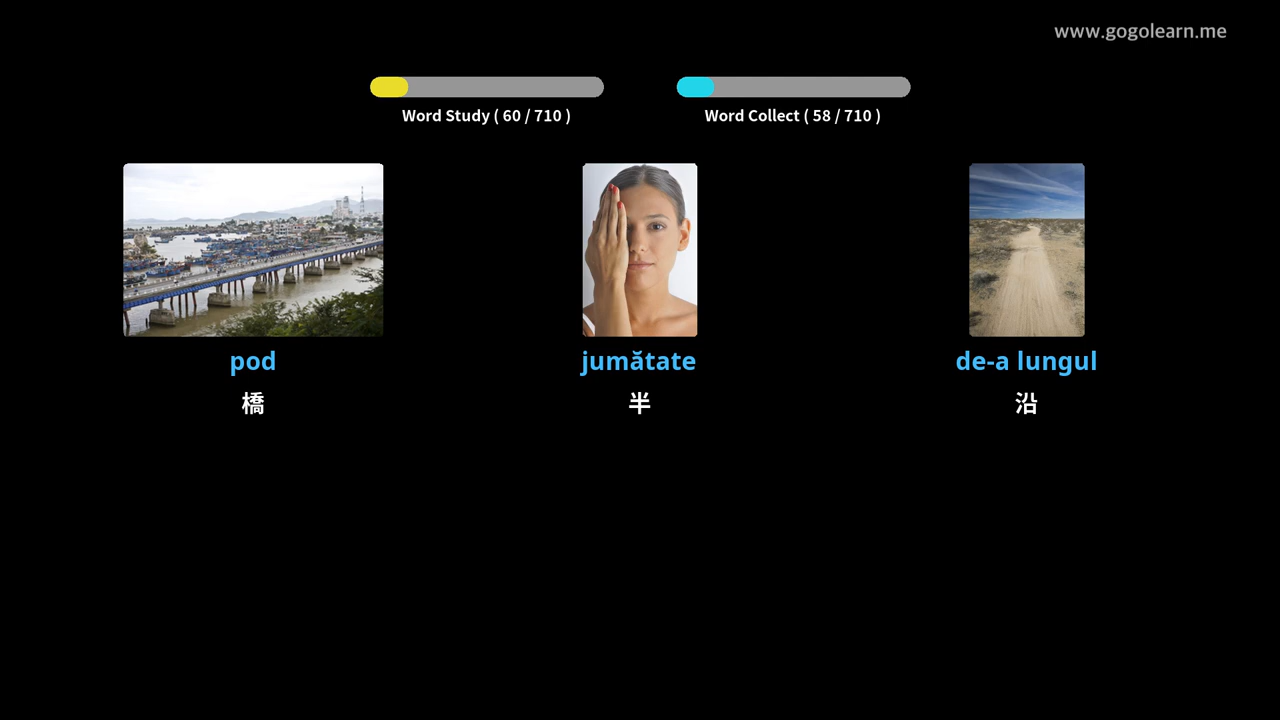 www.gogolearn.me
Word Study ( 60 / 710 )
Word Collect ( 58 / 710 )
pod
jumătate
de-a lungul
橋
半
沿